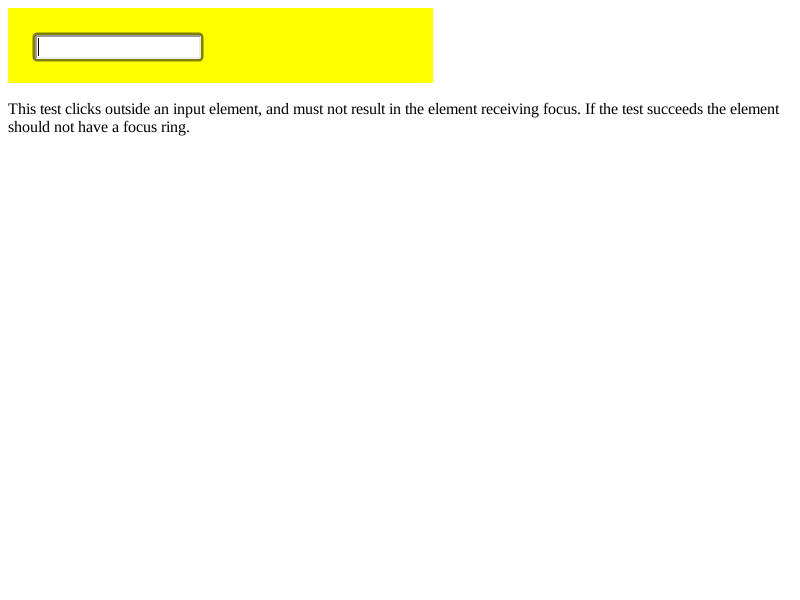 This test clicks outside an input element, and must not result in the element receiving focus. If the test succeeds the element
should not have a focus ring.